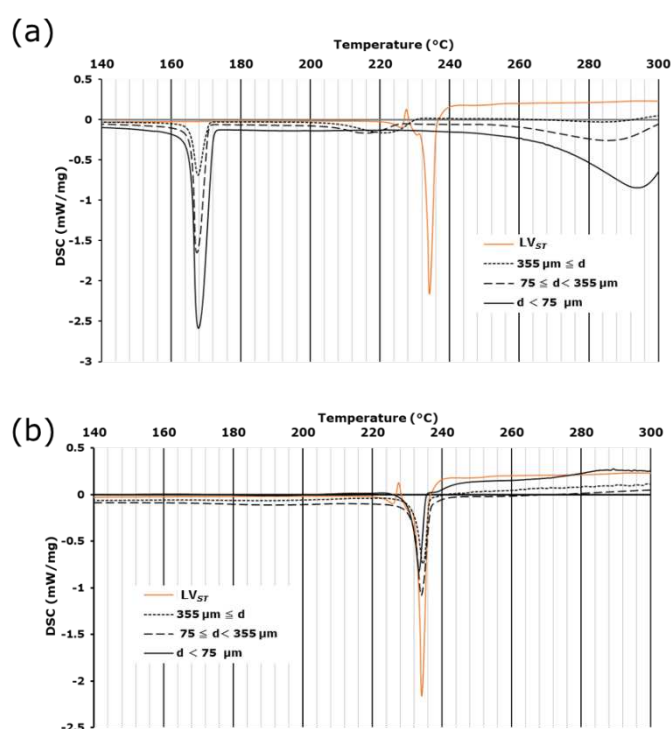 (a)
Temperature (°C)
140 160 180 200 220 240 260 280 300
0.5
0
-0.5
-1
-1.5
-2
-2.5
-3
DSC (mW/mg)
LVST
355 μm ≦ d
75 ≦ d < 355 μm
d < 75 μm
(b)
Temperature (°C)
140 160 180 200 220 240 260 280 300
0.5
0
-0.5
-1
-1.5
-2
-2.5
DSC (mW/mg)
LVST
355 μm ≦ d
75 ≦ d < 355 μm
d < 75 μm